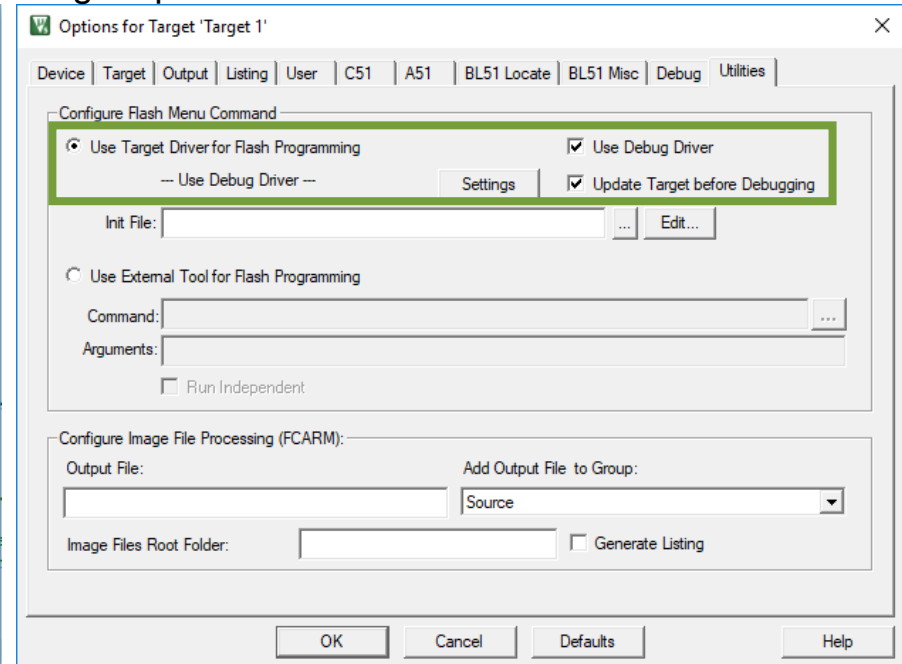 Options for Target 'Target 1'
Device Target Output Listing User C51 A51 BL51 Locate BL51 Misc Debug Utilities
Configure Flash Menu Command
Use Target Driver for Flash Programming Use Debug Driver
--- Use Debug Driver --- Settings Update Target before Debugging
Init File: ... Edit...
Use External Tool for Flash Programming
Command: ...
Arguments:
Run Independent
Configure Image File Processing (FCARM):
Output File: Add Output File to Group:
Source
Image Files Root Folder: Generate Listing
OK Cancel Defaults Help